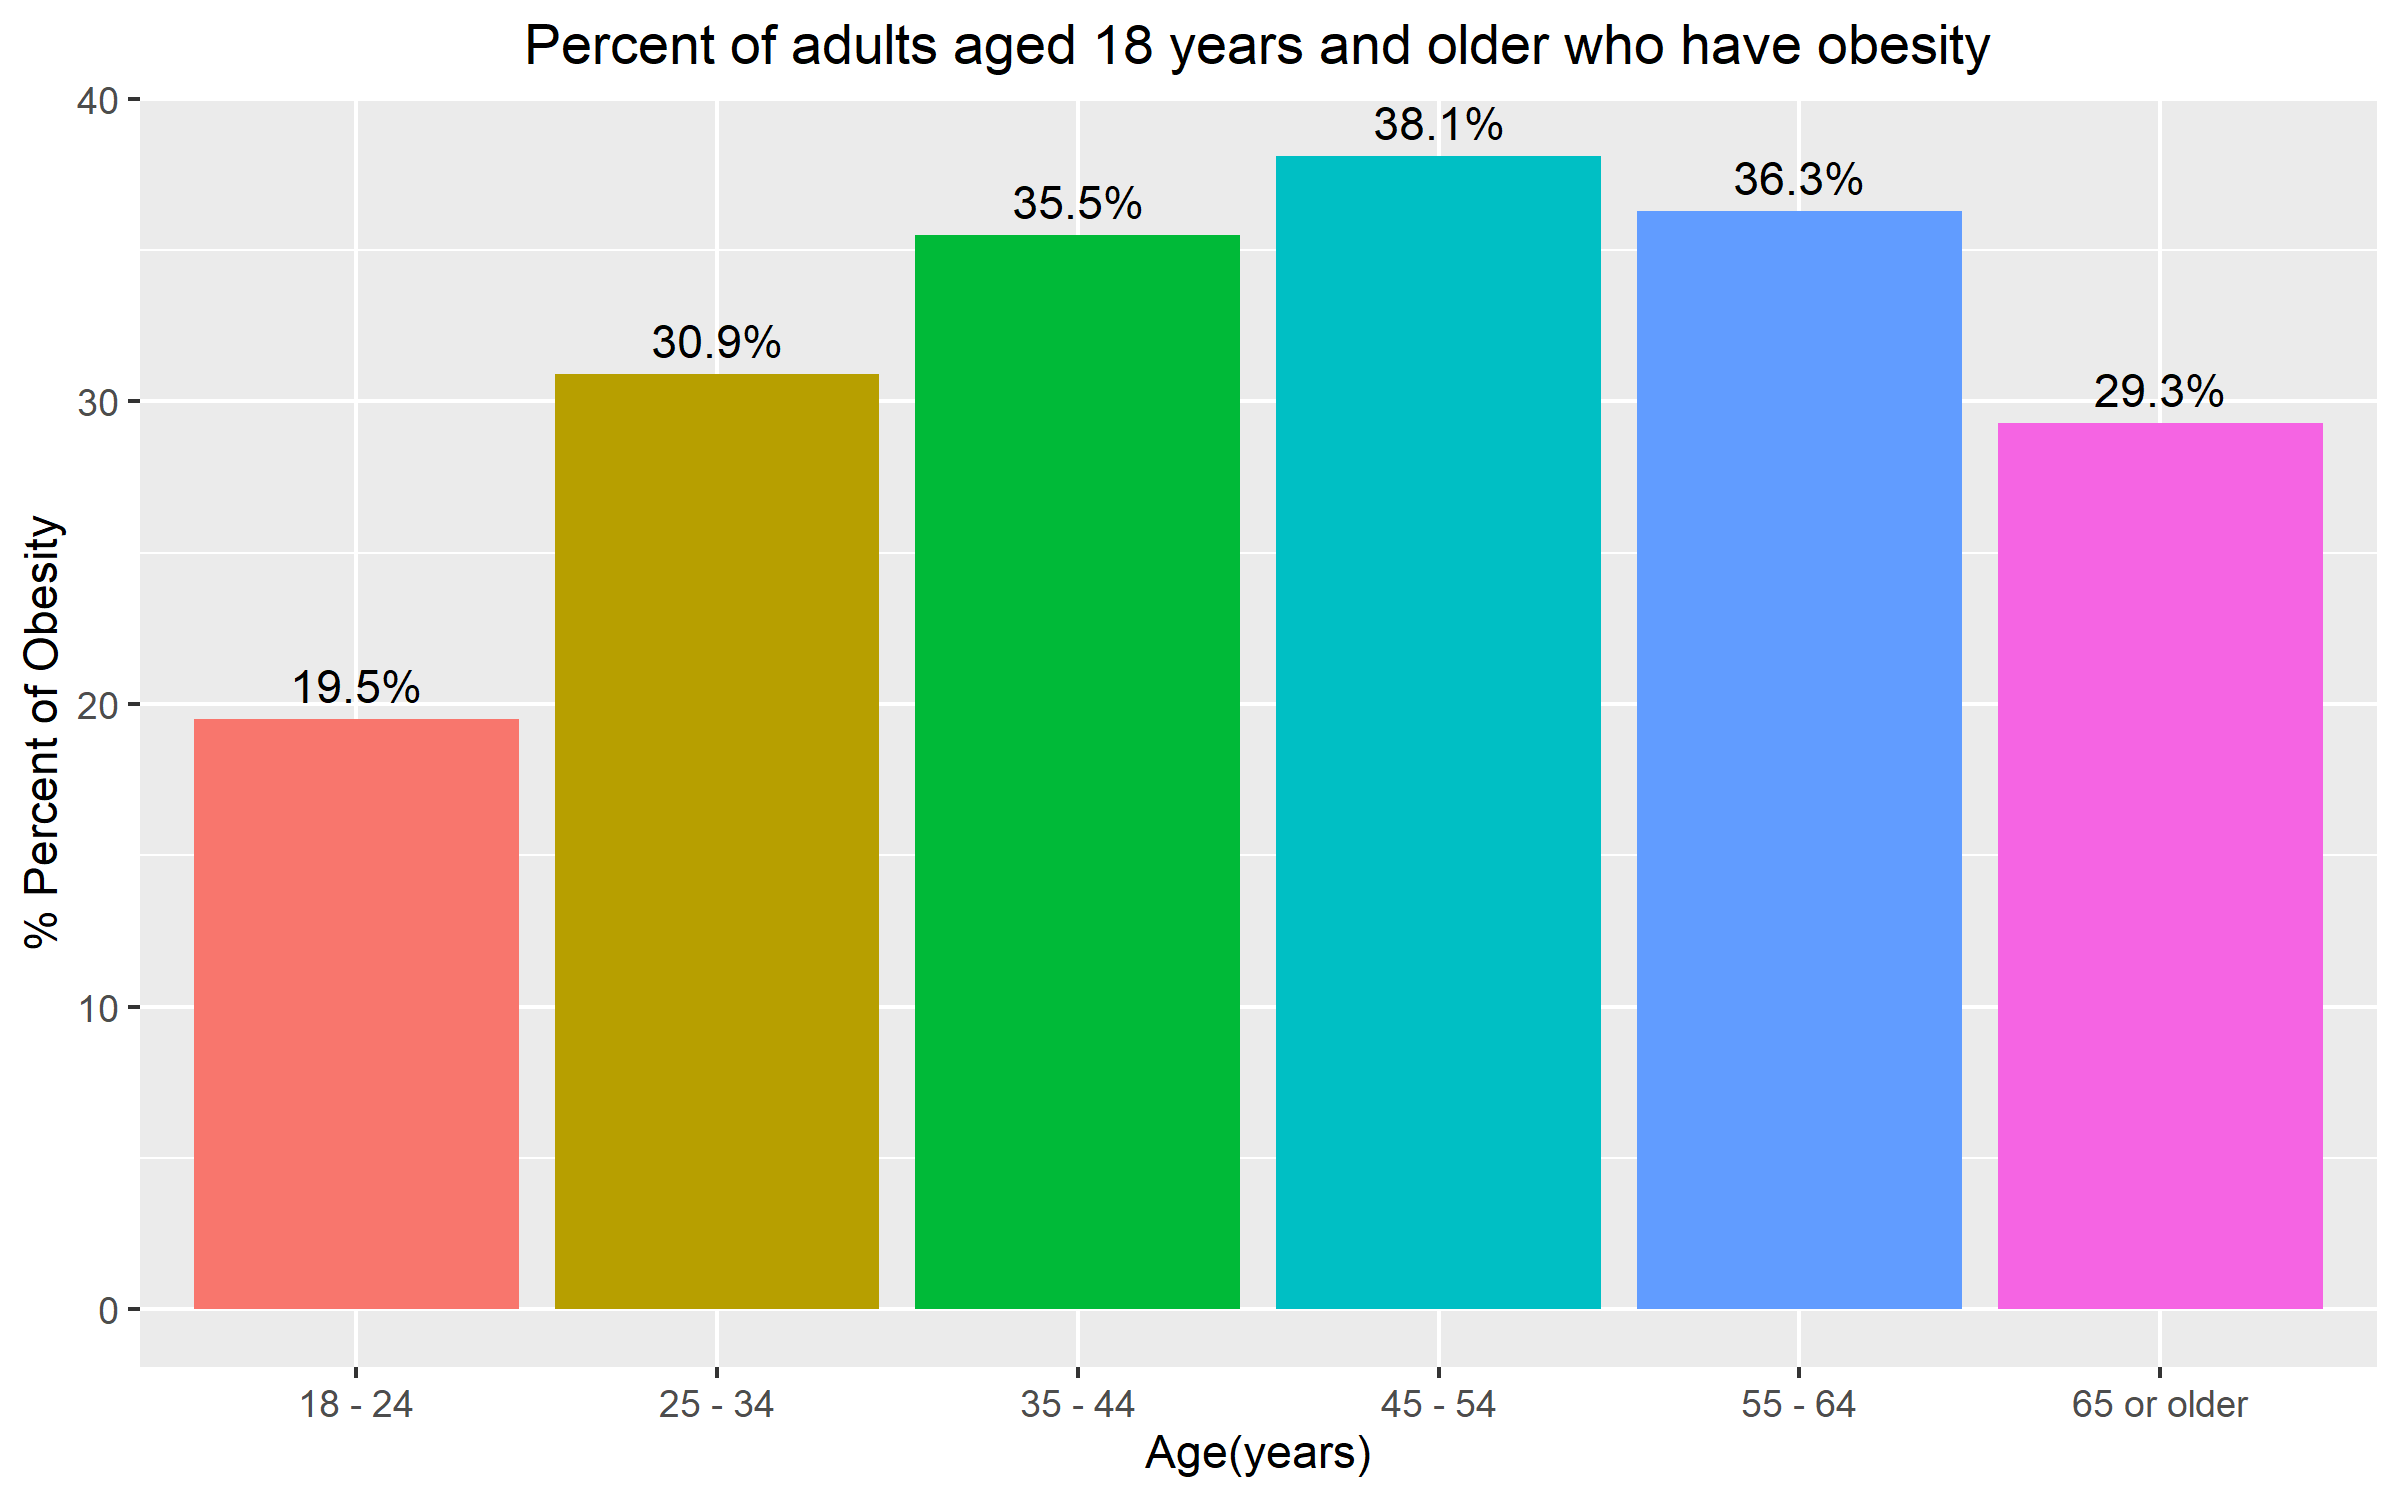 Percent of adults aged 18 years and older who have obesity
% Percent of Obesity
40
30
20
10
0
19.5%
30.9%
35.5%
38.1%
36.3%
29.3%
18 - 24
25 - 34
35 - 44
45 - 54
55 - 64
65 or older
Age(years)